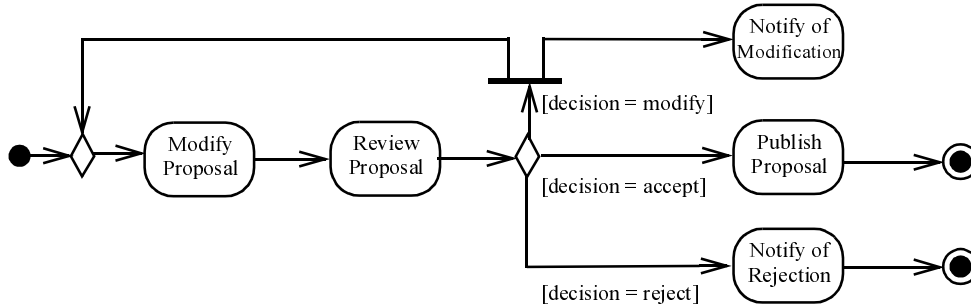 Notify of
Modification
[decision = modify]
Modify
Proposal
Review
Proposal
Publish
Proposal
[decision = accept]
Notify of
Rejection
[decision = reject]